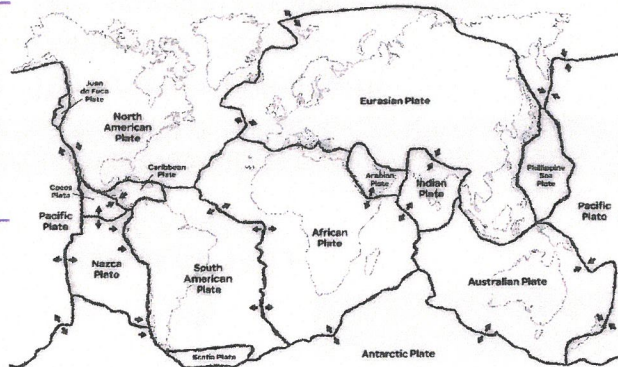 Juan
de Fuca
Plate
North
American
Plate
Caribbean
Plate
Cocos
Plate
Pacific
Plate
Nazca
Plate
South
American
Plate
Scotia Plate
Eurasian Plate
Arabian
Plate
Indian
Plate
African
Plate
Philippine
Sea
Plate
Pacific
Plate
Australian Plate
Antarctic Plate